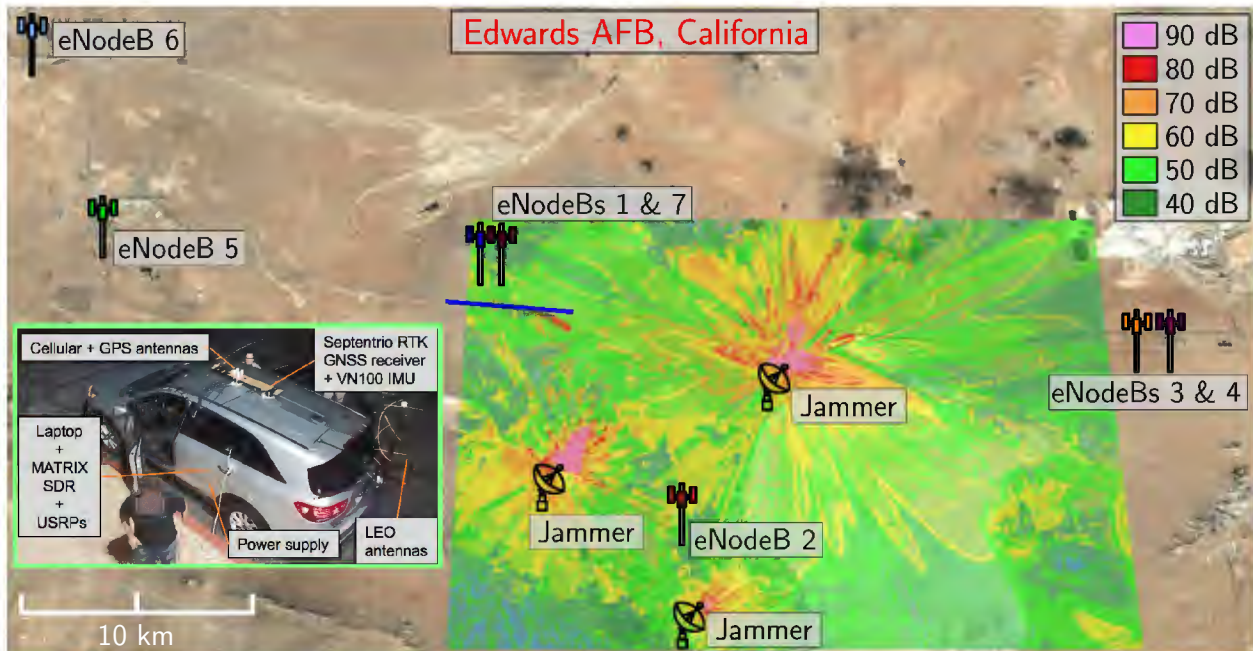 eNodeB 6
Edwards AFB, California
90 dB
80 dB
70 dB
60 dB
50 dB
40 dB
eNodeBs 1 & 7
eNodeB 5
Cellular + GPS antennas
Septentrio RTK
GNSS receiver
+ VN100 IMU
Laptop
+
MATRIX
SDR
+
USRPs
Power supply
LEO
antennas
eNodeBs 3 & 4
Jammer
Jammer
eNodeB 2
Jammer
10 km